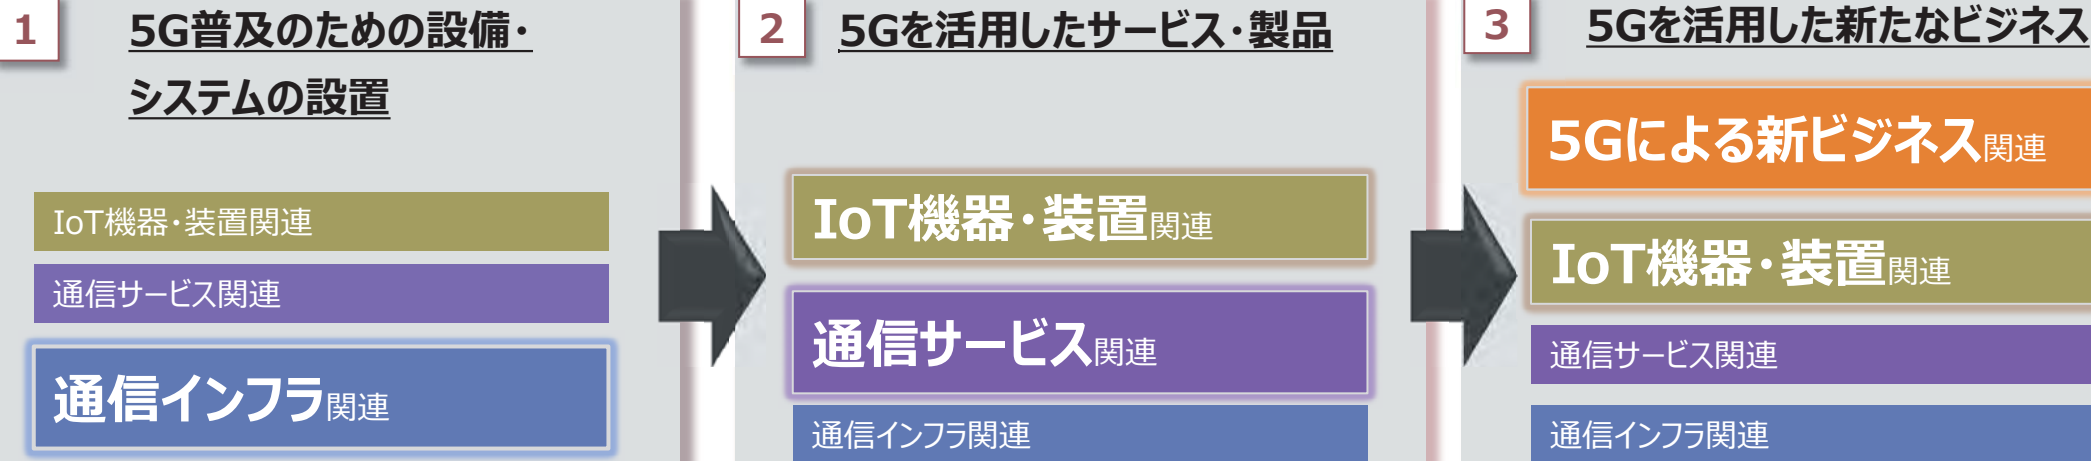 1
5G普及のための設備・
システムの設置
IoT機器・装置関連
通信サービス関連
通信インフラ関連
2
5Gを活用したサービス・製品
IoT機器・装置関連
通信サービス関連
通信インフラ関連
3
5Gを活用した新たなビジネス
5Gによる新ビジネス関連
IoT機器・装置関連
通信サービス関連
通信インフラ関連